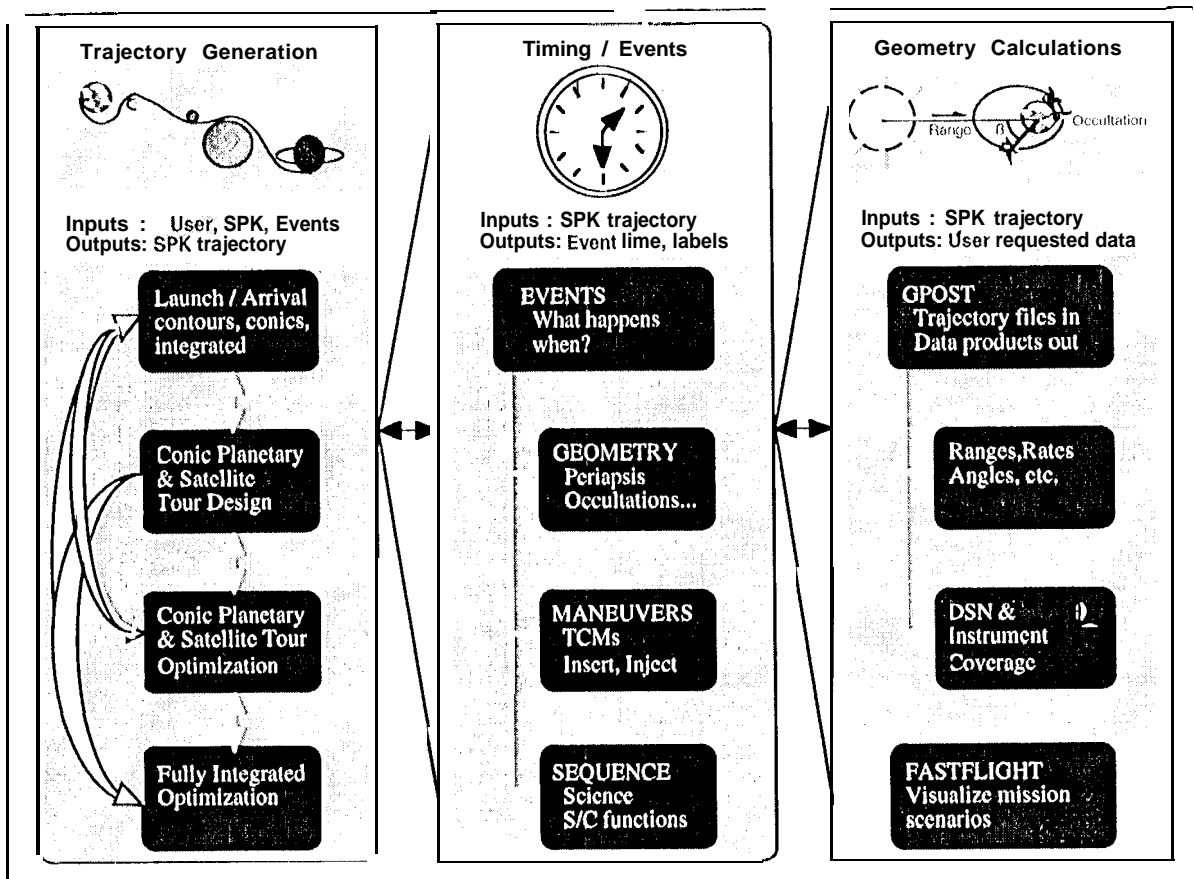 Trajectory Generation
Inputs : User, SPK, Events
Outputs: SPK trajectory
Launch / Arrival
contours, conics,
integrated
Conic Planetary
& Satellite
Tour Design
Conic Planetary
& Satellite Tour
Optimization
Fully Integrated
Optimization
Timing / Events
Inputs : SPK trajectory
Outputs: Event lime, labels
EVENTS
What happens
when?
GEOMETRY
Periapsis
Occultations...
MANEUVERS
TCMs
Insert, Inject
SEQUENCE
Science
S/C functions
Geometry Calculations
Range
ß
Occultation
Inputs : SPK trajectory
Outputs: User requested data
GPOST
Trajectory files in
Data products out
Ranges,Rates
Angles, etc,
DSN &
Instrument
Coverage
FASTFLIGHT
Visualize mission
scenarios